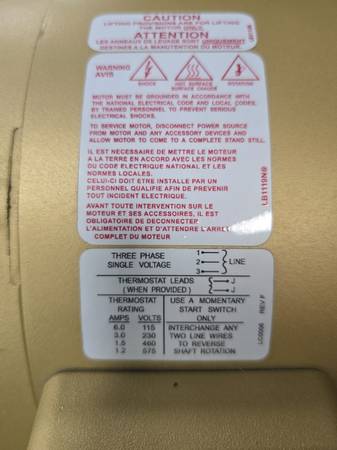 CAUTION
LIFTING PROVISIONS ARE FOR LIFTING
THE MOTOR ONLY.
ATTENTION
LES ANNEAUX DE LEVAGE SONT UNIQUEMENT
DESTINES A LA MANUTENTION DU MOTEUR.
WARNING
AVIS
SHOCK
HOT SURFACE
SURFACE CHAUDE
MOTOR MUST BE GROUNDED IN ACCORDANCE WITH
THE NATIONAL ELECTRICAL CODE AND LOCAL CODES,
BY TRAINED PERSONNEL TO PREVENT SERIOUS
ELECTRICAL SHOCKS.
TO SERVICE MOTOR, DISCONNECT POWER SOURCE
FROM MOTOR AND ANY ACCESSORY DEVICES AND
ALLOW MOTOR TO COME TO A COMPLETE STAND STILL.
IL EST NECESSAIRE DE METTRE LE MOTEUR
A LA TERRE EN ACCORD AVEC LES NORMES
DU CODE ELECTRIQUE NATIONAL ET LES
NORMES LOCALES.
CELUI-CI DOIT ETRE INSTALLE PAR UN
PERSONNEL QUALIFIE AFIN DE PREVENIR
TOUT INCIDENT ELECTRIQUE.
AVANT TOUTE INTERVENTION SUR LE
MOTEUR ET SES ACCESSOIRES, IL EST
OBLIGATOIRE DE DECONNECTER
L'ALIMENTATION ET D'ATTENDRE L'ARRET
COMPLET DU MOTEUR
THREE PHASE
SINGLE VOLTAGE
1
2
3
LINE
THERMOSTAT LEADS
(WHEN PROVIDED)
J
J
THERMOSTAT
RATING
AMPS VOLTS
6.0 115
3.0 230
1.5 460
1.2 575
USE A MOMENTARY
START SWITCH
ONLY
INTERCHANGE ANY
TWO LINE WIRES
TO REVERSE
SHAFT ROTATION
REV F